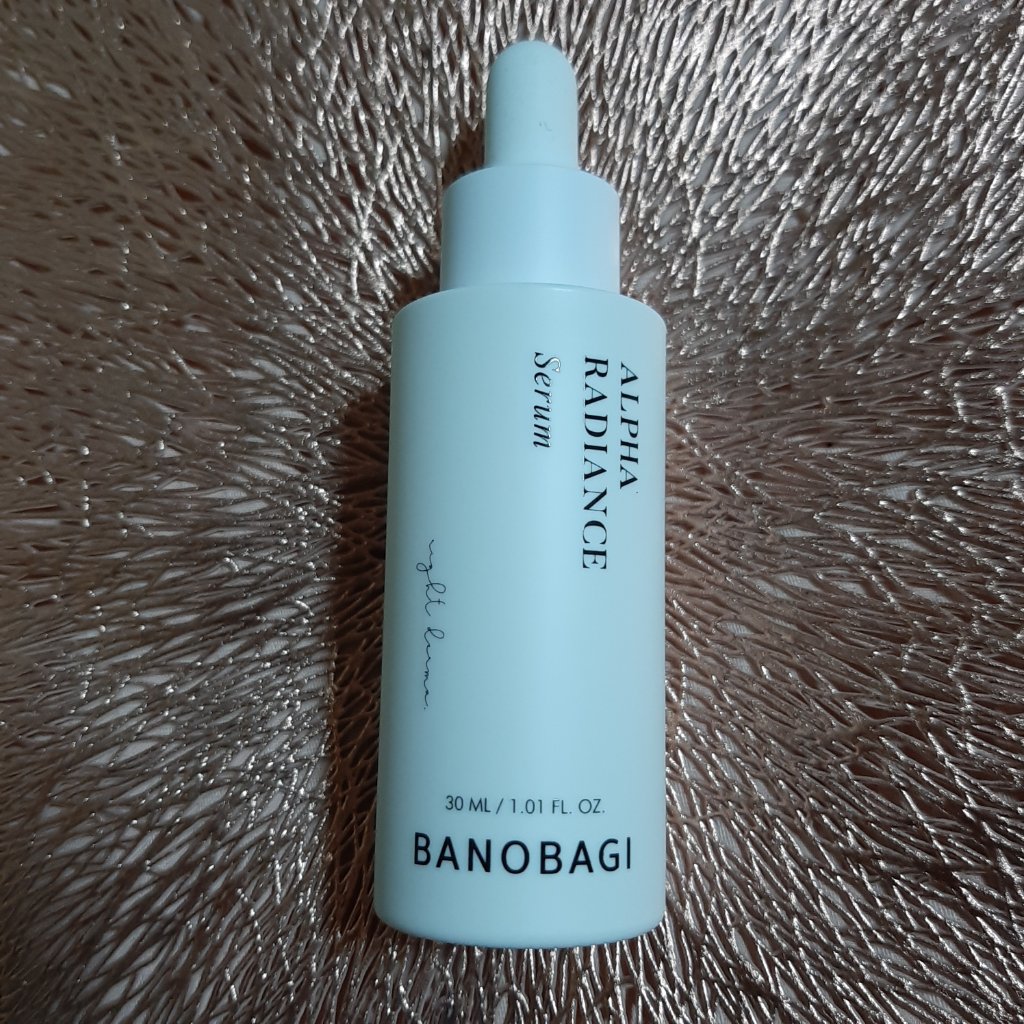 ALPHA
RADIANCE
Serum
30 ML / 1.01 FL. OZ.
BANOBAGI